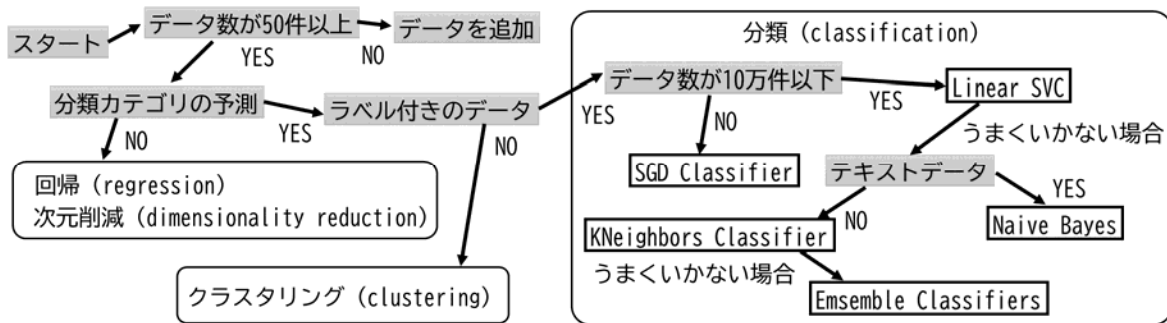 スタート
データ数が50件以上
データを追加
YES
NO
分類カテゴリの予測
ラベル付きのデータ
NO
YES
NO
YES
回帰（regression）
次元削減（dimensionality reduction）
クラスタリング（clustering）
分類（classification）
データ数が10万件以下
Linear SVC
YES
NO
うまくいかない場合
SGD Classifier
テキストデータ
YES
NO
Naive Bayes
KNeighbors Classifier
うまくいかない場合
Emsemble Classifiers